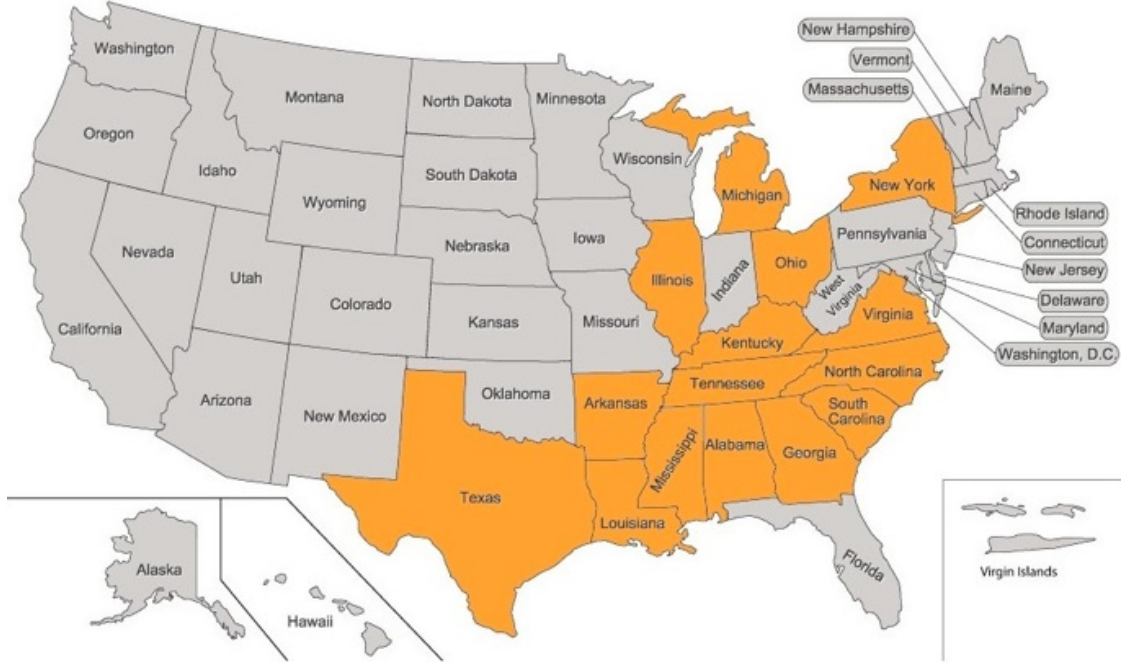 New Hampshire
Vermont
Massachusetts
Washington
Montana
North Dakota
Minnesota
Maine
Oregon
Idaho
Wisconsin
South Dakota
Wyoming
Michigan
New York
Rhode Island
Pennsylvania
Connecticut
Nevada
Nebraska
Iowa
Utah
Illinois
Indiana
Ohio
New Jersey
West
Virginia
Delaware
Colorado
California
Kansas
Missouri
Kentucky
Virginia
Maryland
Washington, D.C.
Arizona
New Mexico
Oklahoma
Arkansas
Tennessee
North Carolina
South
Carolina
Mississippi
Alabama
Georgia
Texas
Louisiana
Florida
Alaska
Hawaii
Virgin Islands